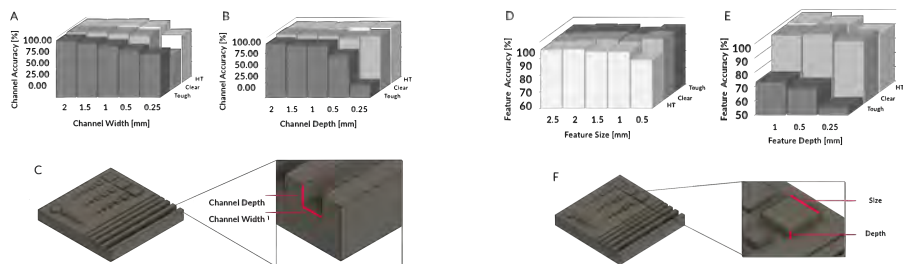 A
Channel Accuracy [%]
100.00
75.00
50.00
25.00
0.00
2 1.5 1 0.5 0.25
Channel Width [mm]
HT
Clear
Tough
B
Channel Accuracy [%]
100.00
75.00
50.00
25.00
0.00
2 1.5 1 0.5 0.25
Channel Depth [mm]
HT
Clear
Tough
D
Feature Accuracy [%]
100
90
80
70
60
2.5 2 1.5 1 0.5
Feature Size [mm]
Tough
Clear
HT
E
Feature Accuracy [%]
100
90
80
70
60
50
1 0.5 0.25
Feature Depth [mm]
HT
Clear
Tough
C
Channel Depth
Channel Width
F
Size
Depth